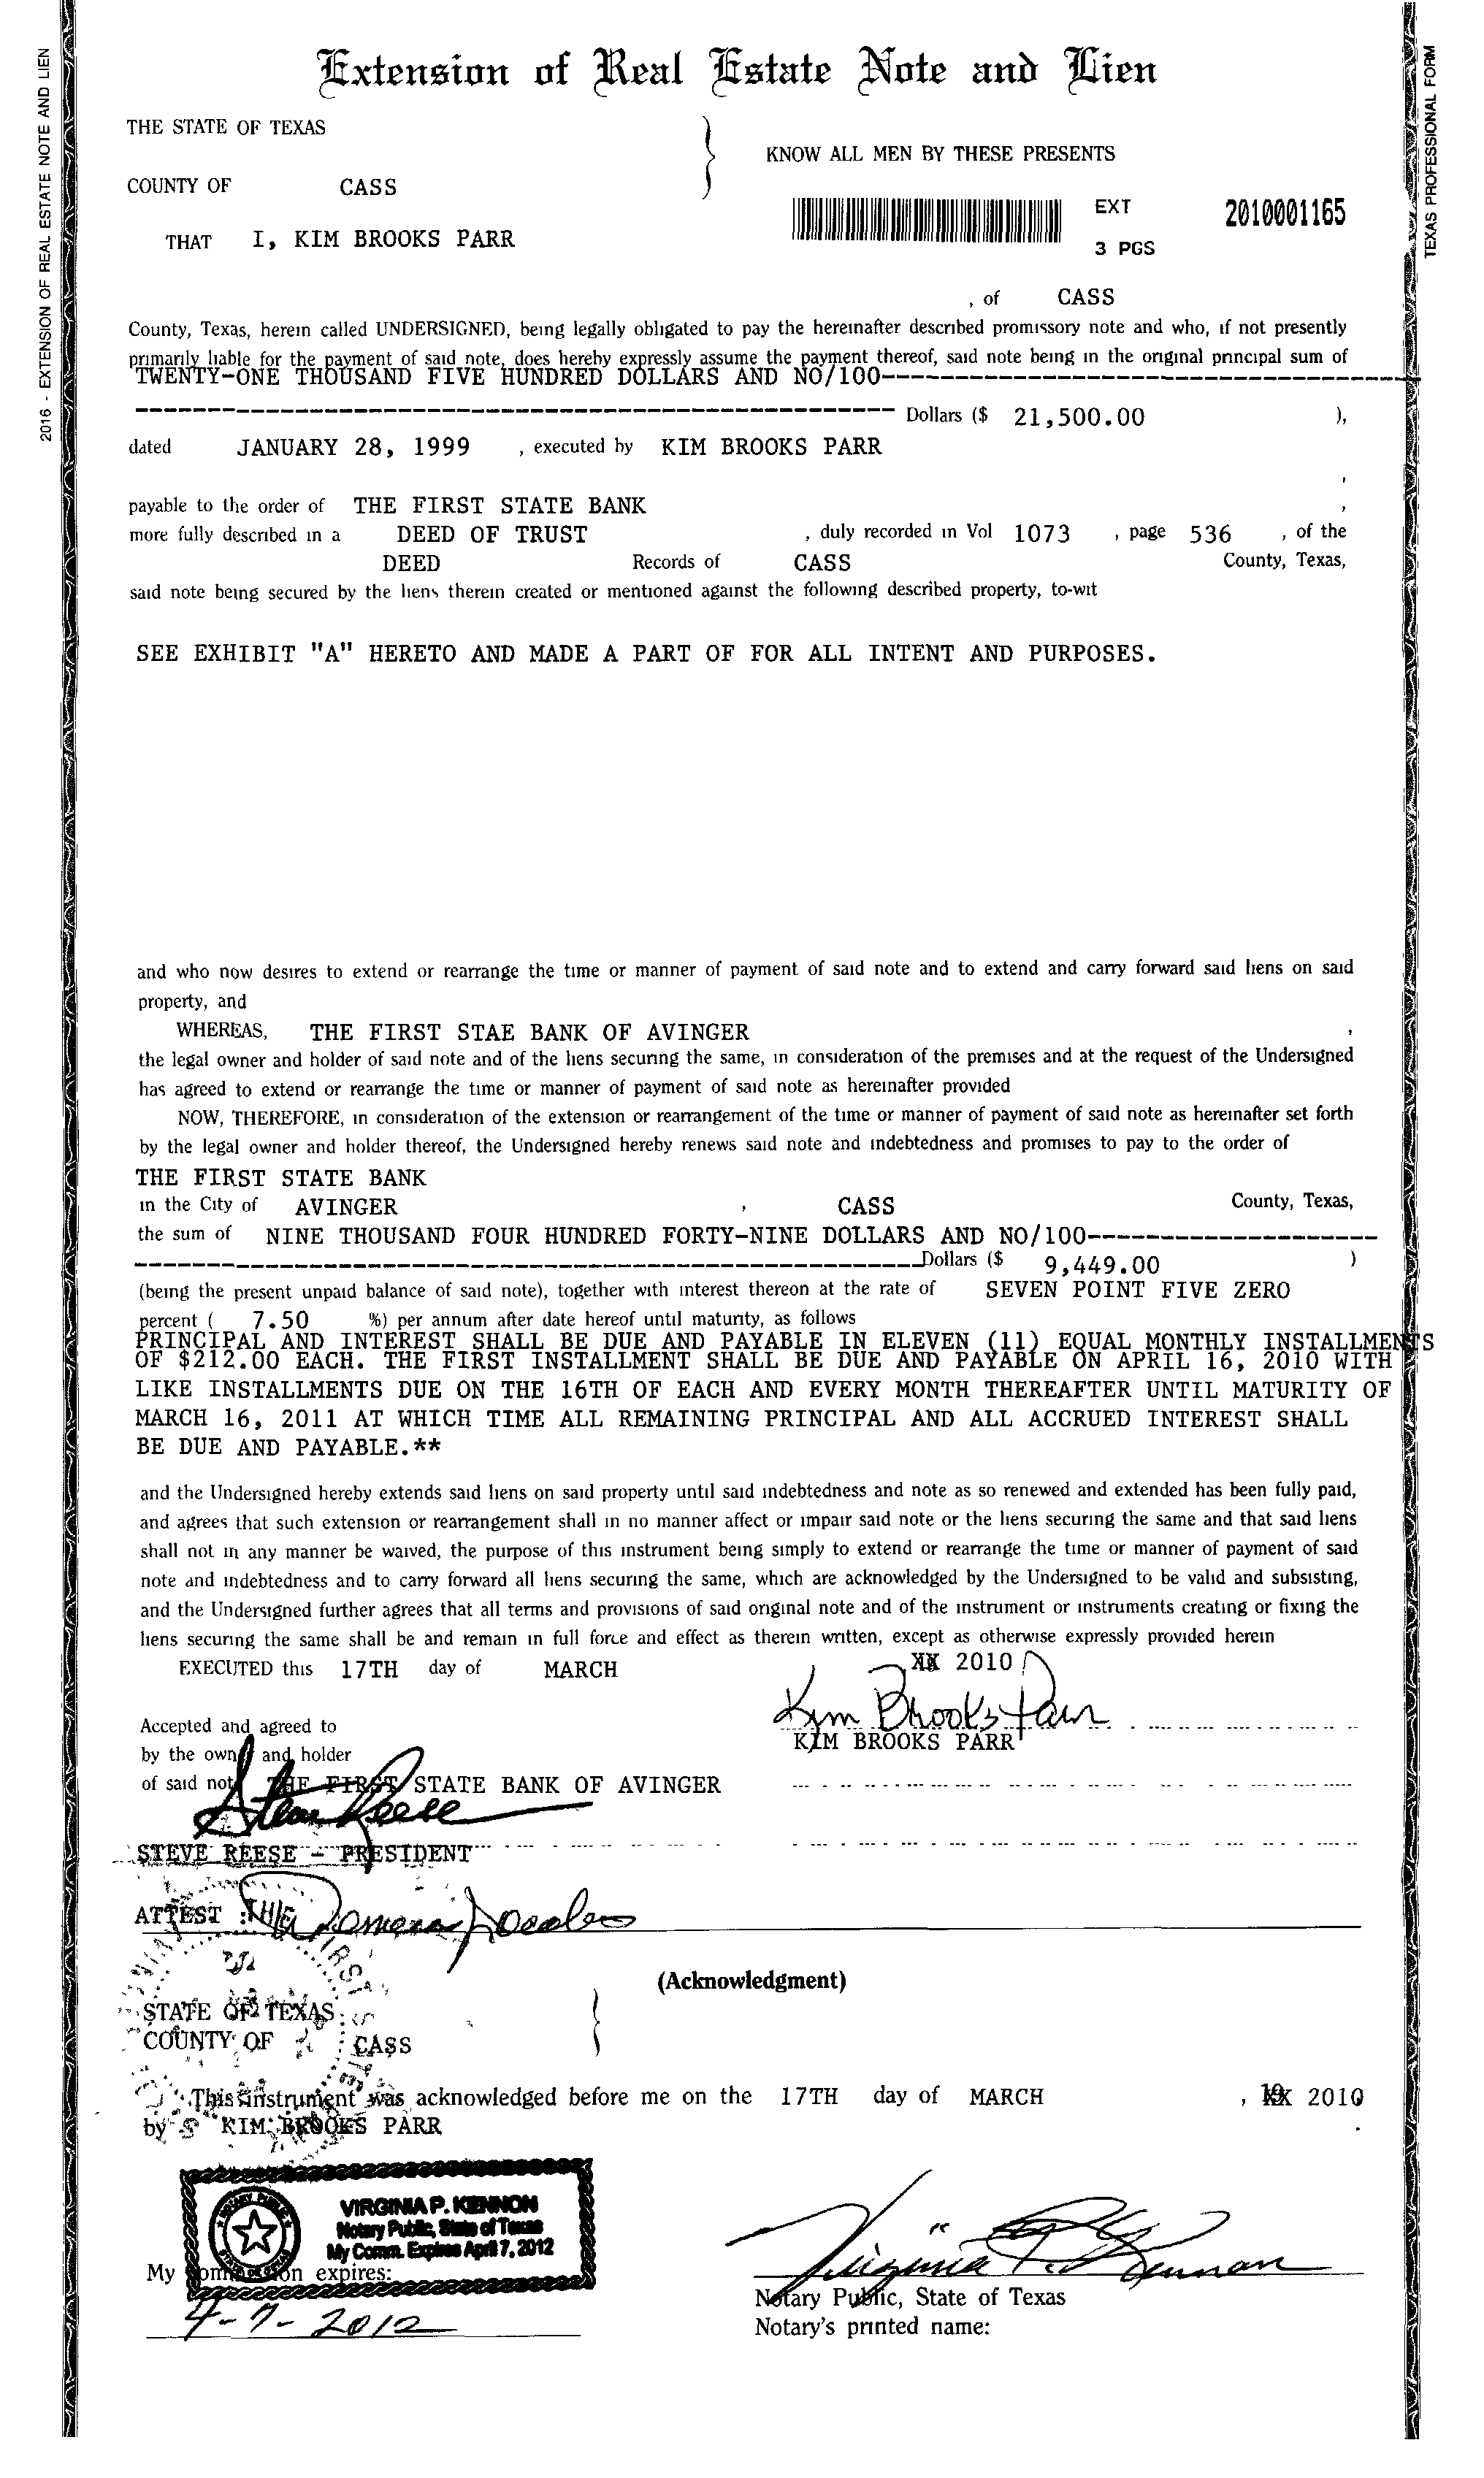 2016 - EXTENSION OF REAL ESTATE NOTE AND LIEN
TEXAS PROFESSIONAL FORM
Extension of Real Estate Note and Lien
THE STATE OF TEXAS
KNOW ALL MEN BY THESE PRESENTS
COUNTY OF CASS
EXT 2010001165
THAT I, KIM BROOKS PARR
3 PGS
, of CASS
County, Texas, herein called UNDERSIGNED, being legally obligated to pay the hereinafter described promissory note and who, if not presently
primarily liable for the payment of said note, does hereby expressly assume the payment thereof, said note being in the original principal sum of
TWENTY-ONE THOUSAND FIVE HUNDRED DOLLARS AND NO/100-------------------------------------
---------------------------------------------------- Dollars ($ 21,500.00 ),
dated JANUARY 28, 1999 , executed by KIM BROOKS PARR
,
payable to the order of THE FIRST STATE BANK ,
more fully described in a DEED OF TRUST , duly recorded in Vol 1073 , page 536 , of the
DEED Records of CASS County, Texas,
said note being secured by the liens therein created or mentioned against the following described property, to-wit
SEE EXHIBIT "A" HERETO AND MADE A PART OF FOR ALL INTENT AND PURPOSES.
and who now desires to extend or rearrange the time or manner of payment of said note and to extend and carry forward said liens on said
property, and
WHEREAS, THE FIRST STAE BANK OF AVINGER ,
the legal owner and holder of said note and of the liens securing the same, in consideration of the premises and at the request of the Undersigned
has agreed to extend or rearrange the time or manner of payment of said note as hereinafter provided
NOW, THEREFORE, in consideration of the extension or rearrangement of the time or manner of payment of said note as hereinafter set forth
by the legal owner and holder thereof, the Undersigned hereby renews said note and indebtedness and promises to pay to the order of
THE FIRST STATE BANK
in the City of AVINGER , CASS County, Texas,
the sum of NINE THOUSAND FOUR HUNDRED FORTY-NINE DOLLARS AND NO/100--------------------
------------------------------------------------------Dollars ($ 9,449.00 )
(being the present unpaid balance of said note), together with interest thereon at the rate of SEVEN POINT FIVE ZERO
percent ( 7.50 %) per annum after date hereof until maturity, as follows
PRINCIPAL AND INTEREST SHALL BE DUE AND PAYABLE IN ELEVEN (11) EQUAL MONTHLY INSTALLMENTS
OF $212.00 EACH. THE FIRST INSTALLMENT SHALL BE DUE AND PAYABLE ON APRIL 16, 2010 WITH
LIKE INSTALLMENTS DUE ON THE 16TH OF EACH AND EVERY MONTH THEREAFTER UNTIL MATURITY OF
MARCH 16, 2011 AT WHICH TIME ALL REMAINING PRINCIPAL AND ALL ACCRUED INTEREST SHALL
BE DUE AND PAYABLE.**
and the Undersigned hereby extends said liens on said property until said indebtedness and note as so renewed and extended has been fully paid,
and agrees that such extension or rearrangement shall in no manner affect or impair said note or the liens securing the same and that said liens
shall not in any manner be waived, the purpose of this instrument being simply to extend or rearrange the time or manner of payment of said
note and indebtedness and to carry forward all liens securing the same, which are acknowledged by the Undersigned to be valid and subsisting,
and the Undersigned further agrees that all terms and provisions of said original note and of the instrument or instruments creating or fixing the
liens securing the same shall be and remain in full force and effect as therein written, except as otherwise expressly provided herein
EXECUTED this 17TH day of MARCH , XX 2010
Kim Brooks Parr
Accepted and agreed to
KIM BROOKS PARR
by the owner and holder
of said note THE FIRST STATE BANK OF AVINGER
Steve Reese
STEVE REESE - PRESIDENT
ATTEST :
(Acknowledgment)
STATE OF TEXAS
COUNTY OF CASS
This instrument was acknowledged before me on the 17TH day of MARCH , XX 2010
by KIM BROOKS PARR .
NOTARY PUBLIC
VIRGINIA P. KENNON
Notary Public, State of Texas
My Comm. Expires April 7, 2012
My commission expires:
4-7-2012
Virginia P. Kennon
Notary Public, State of Texas
Notary's printed name: